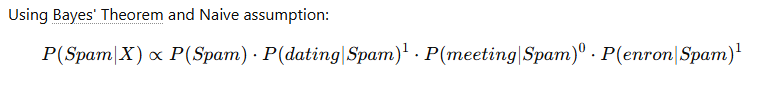 Using Bayes' Theorem and Naive assumption:
P(Spam|X) ∝ P(Spam) · P(dating|Spam)¹ · P(meeting|Spam)⁰ · P(enron|Spam)¹